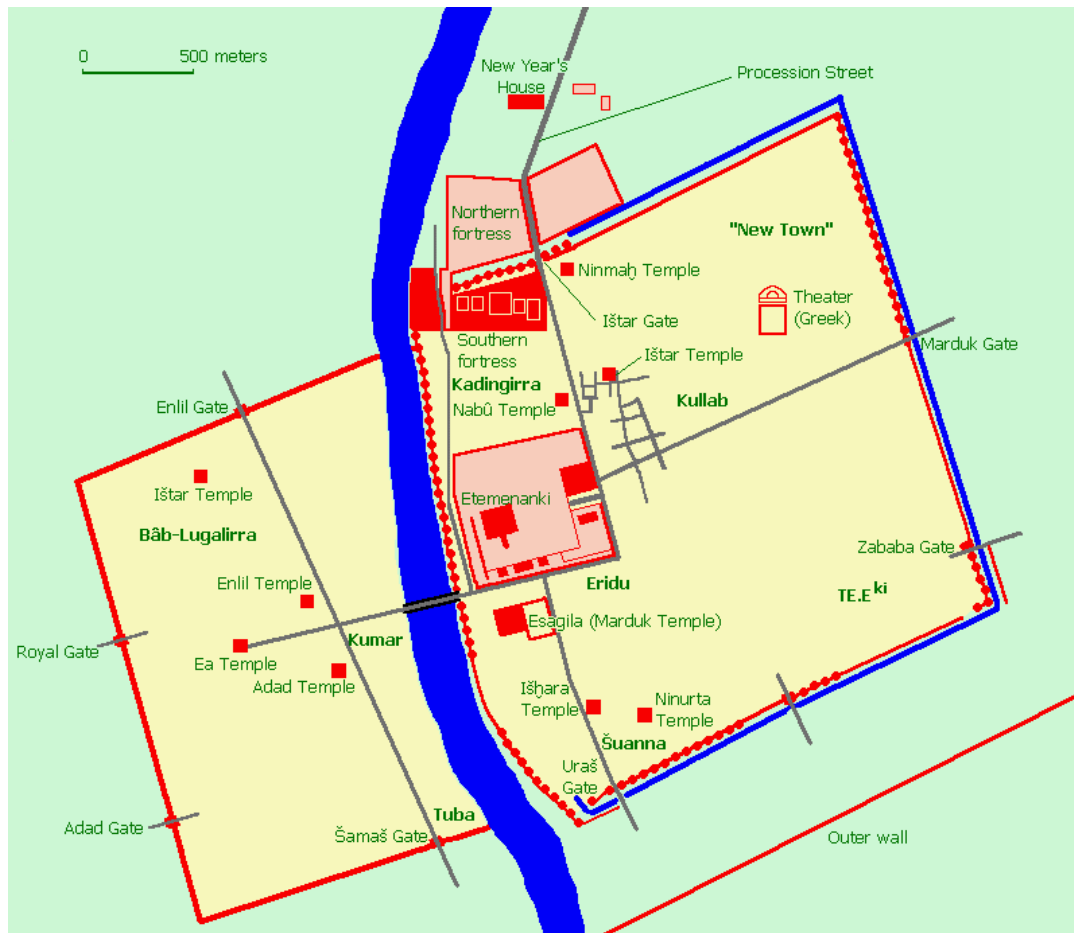 0 500 meters
New Year's
House
Procession Street
Northern
fortress
"New Town"
Ninmaḫ Temple
Theater
(Greek)
Ištar Gate
Southern
fortress
Marduk Gate
Ištar Temple
Kadingirra
Nabû Temple
Kullab
Enlil Gate
Ištar Temple
Etemenanki
Bâb-Lugalirra
Zababa Gate
Enlil Temple
Eridu
TE.E ki
Esagila (Marduk Temple)
Kumar
Royal Gate
Ea Temple
Adad Temple
Išḫara
Temple
Ninurta
Temple
Šuanna
Uraš
Gate
Tuba
Adad Gate
Šamaš Gate
Outer wall